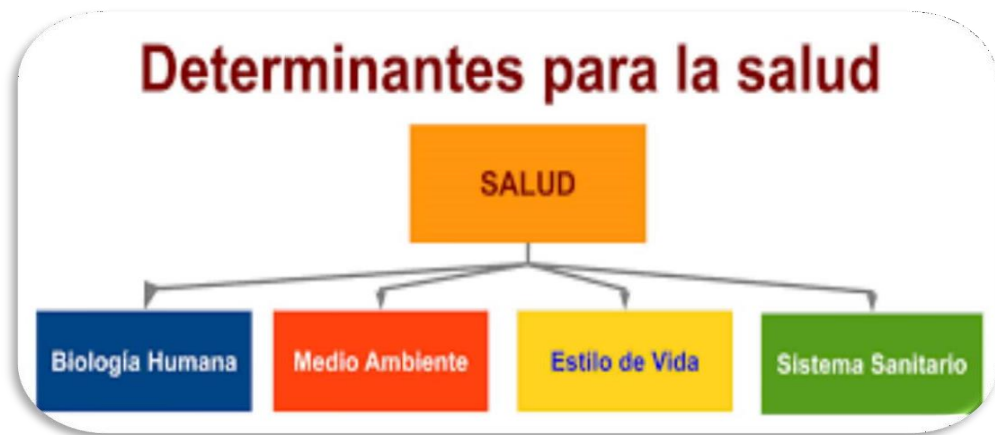 Determinantes para la salud
SALUD
Biología Humana
Medio Ambiente
Estilo de Vida
Sistema Sanitario